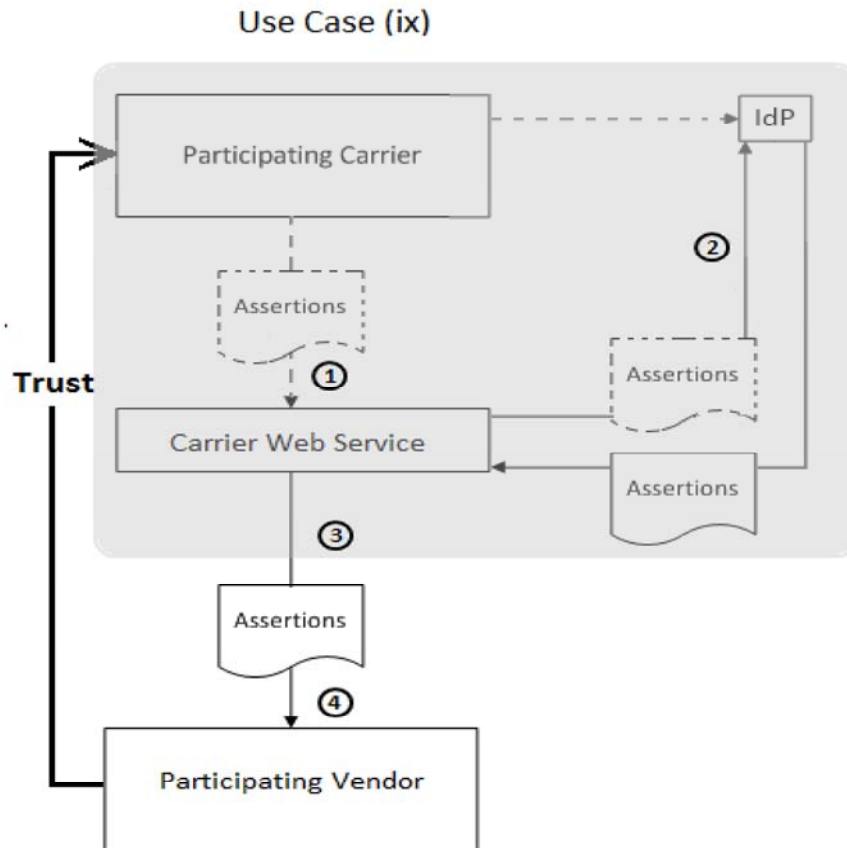 Use Case (ix)
IdP
Participating Carrier
2
Assertions
1
Assertions
Trust
Carrier Web Service
Assertions
3
Assertions
4
Participating Vendor